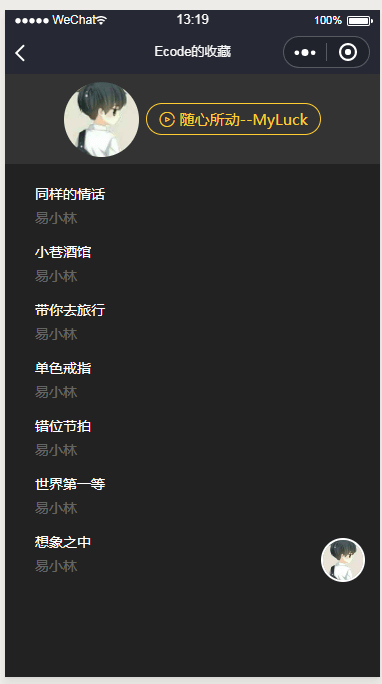 WeChat
13:19
100%
Ecode的收藏
随心所动--MyLuck
同样的情话
易小林
小巷酒馆
易小林
带你去旅行
易小林
单色戒指
易小林
错位节拍
易小林
世界第一等
易小林
想象之中
易小林